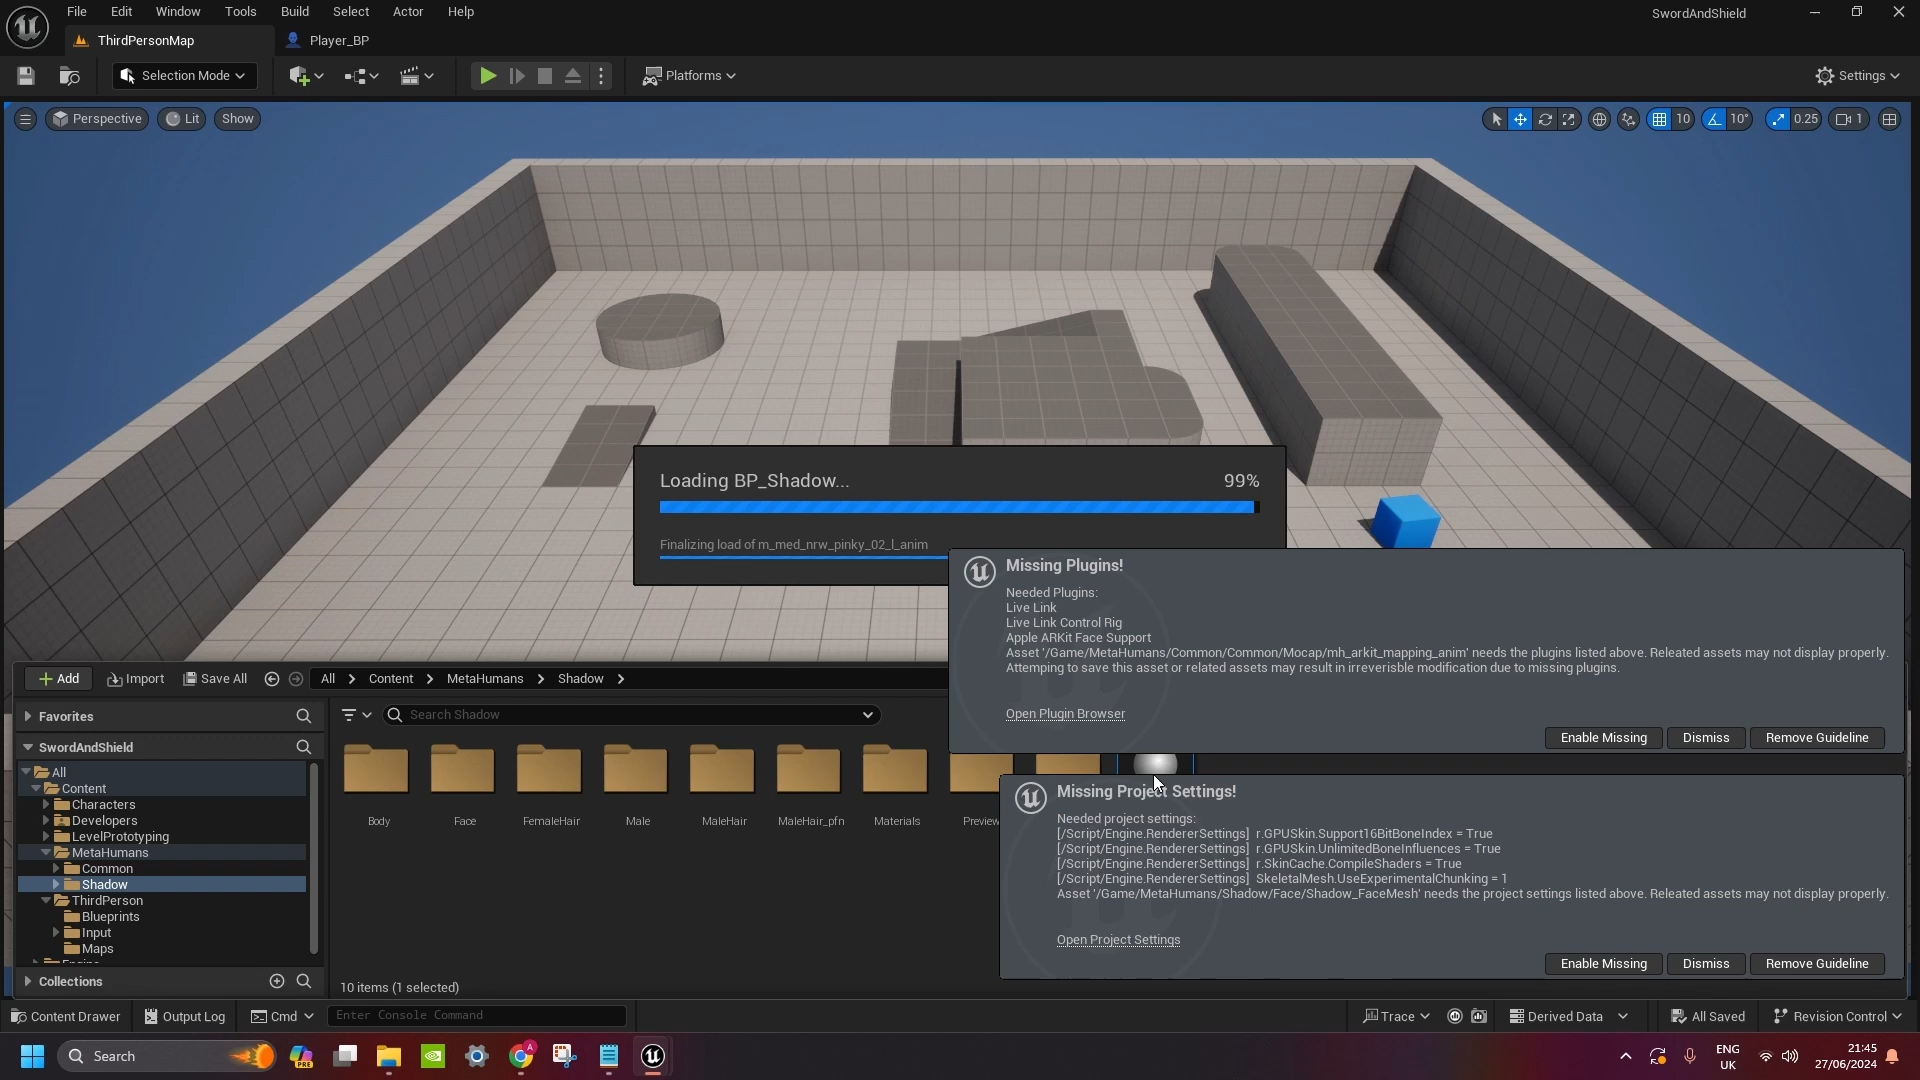 File Edit Window Tools Build Select Actor Help
SwordAndShield
ThirdPersonMap
Player_BP
Selection Mode
Platforms
Settings
Perspective
Lit
Show
10
10°
0.25
1
Loading BP_Shadow...
99%
Finalizing load of m_med_nrw_pinky_02_l_anim
Missing Plugins!
Needed Plugins:
Live Link
Live Link Control Rig
Apple ARKit Face Support
Asset '/Game/MetaHumans/Common/Common/Mocap/mh_arkit_mapping_anim' needs the plugins listed above. Releated assets may not display properly.
Attemping to save this asset or related assets may result in irreverisble modification due to missing plugins.
Open Plugin Browser
Enable Missing
Dismiss
Remove Guideline
Add
Import
Save All
All
Content
MetaHumans
Shadow
Favorites
Search Shadow
SwordAndShield
All
Content
Characters
Developers
LevelPrototyping
MetaHumans
Common
Shadow
ThirdPerson
Blueprints
Input
Maps
Collections
Body
Face
FemaleHair
Male
MaleHair
MaleHair_pfn
Materials
Preview
Missing Project Settings!
Needed project settings:
[/Script/Engine.RendererSettings] r.GPUSkin.Support16BitBoneIndex = True
[/Script/Engine.RendererSettings] r.GPUSkin.UnlimitedBoneInfluences = True
[/Script/Engine.RendererSettings] r.SkinCache.CompileShaders = True
[/Script/Engine.RendererSettings] SkeletalMesh.UseExperimentalChunking = 1
Asset '/Game/MetaHumans/Shadow/Face/Shadow_FaceMesh' needs the project settings listed above. Releated assets may not display properly.
Open Project Settings
Enable Missing
Dismiss
Remove Guideline
10 items (1 selected)
Content Drawer
Output Log
Cmd
Enter Console Command
Trace
Derived Data
All Saved
Revision Control
Search
PRE
A
ENG
UK
21:45
27/06/2024